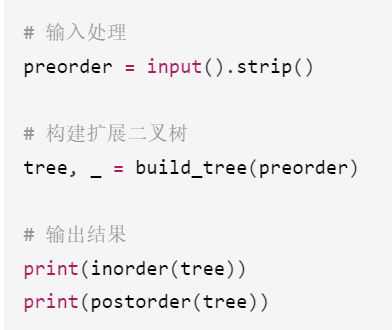 # 输入处理
preorder = input().strip()
# 构建扩展二叉树
tree, _ = build_tree(preorder)
# 输出结果
print(inorder(tree))
print(postorder(tree))